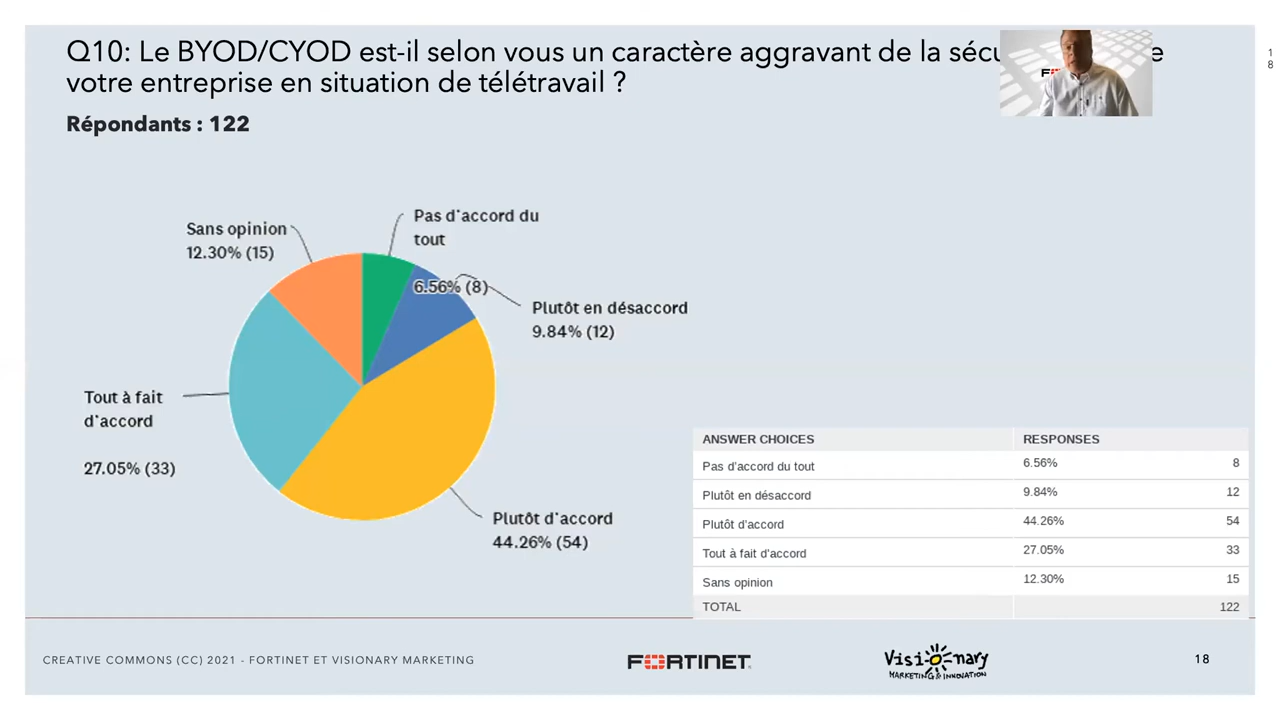 Q10: Le BYOD/CYOD est-il selon vous un caractère aggravant de la
votre entreprise en situation de télétravail ?
Répondants : 122
1
8
Sans opinion
12.30% (15)
Pas d'accord du
tout
6.56% (8)
Plutôt en désaccord
9.84% (12)
Tout à fait
d'accord
27.05% (33)
Plutôt d'accord
44.26% (54)
ANSWER CHOICES RESPONSES
Pas d'accord du tout 6.56% 8
Plutôt en désaccord 9.84% 12
Plutôt d'accord 44.26% 54
Tout à fait d'accord 27.05% 33
Sans opinion 12.30% 15
TOTAL 122
CREATIVE COMMONS (CC) 2021 - FORTINET ET VISIONARY MARKETING
FORTINET
Visionary
MARKETING & INNOVATION
18